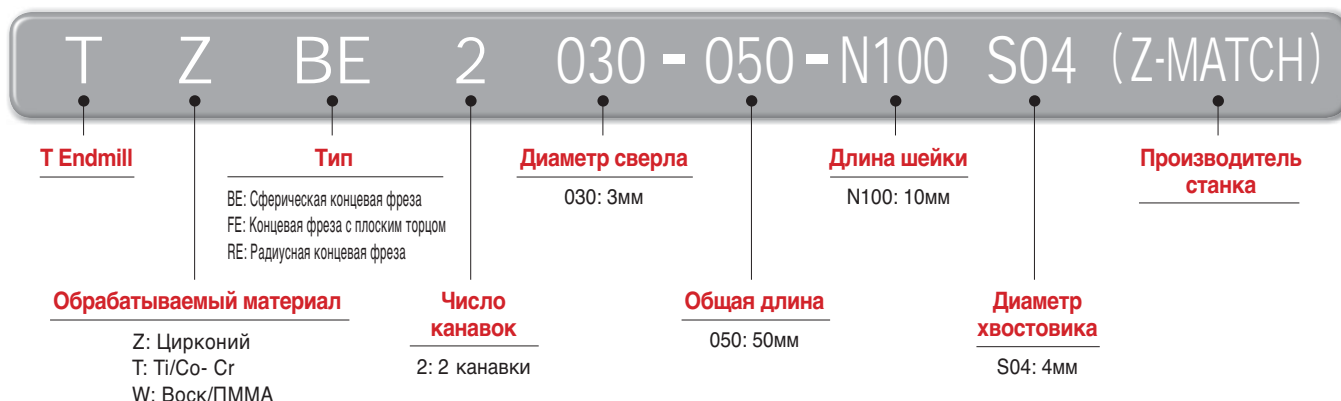 T Z BE 2 030 - 050 - N100 S04 (Z-MATCH)
T Endmill
Тип
BE: Сферическая концевая фреза
FE: Концевая фреза с плоским торцом
RE: Радиусная концевая фреза
Диаметр сверла
030: 3мм
Длина шейки
N100: 10мм
Производитель
станка
Обрабатываемый материал
Z: Цирконий
T: Ti/Co- Cr
W: Воск/ПММА
Число
канавок
2: 2 канавки
Общая длина
050: 50мм
Диаметр
хвостовика
S04: 4мм